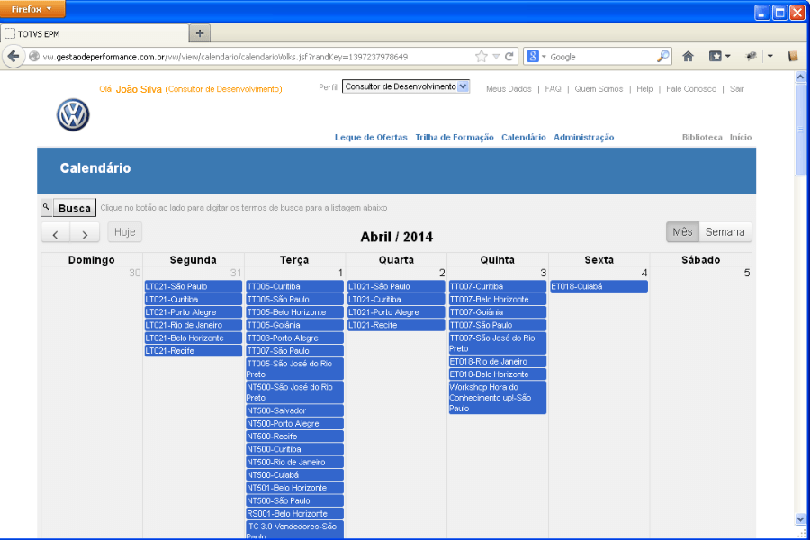 Firefox
TOTVS EPM
www.gestaodeperformance.com.br/vw/view/calendario/calendarioVolks.jsf?randKey=1397237978649
Google
Olá, João Silva (Consultor de Desenvolvimento)
Perfil Consultor de Desenvolvimento
Meus Dados | FAQ | Quem Somos | Help | Fale Conosco | Sair
Leque de Ofertas Trilha de Formação Calendário Administração | Biblioteca Início
Calendário
Busca Clique no botão ao lado para digitar os termos de busca para a listagem abaixo
Hoje
Abril / 2014
Mês Semana
Domingo Segunda Terça Quarta Quinta Sexta Sábado
30 31 1 2 3 4 5
LTC21-São Paulo
LTC21-Curitiba
LTC21-Porto Alegre
LTC21-Rio de Janeiro
LTC21-Belo Horizonte
LTC21-Recife
TT005-Curitiba
TT005-São Paulo
TT005-Belo Horizonte
TT005-Goiânia
TT003-Porto Alegre
TT007-São Paulo
TT005-São José do Rio
Preto
NT500-São José do Rio
Preto
NT500-Salvador
NT500-Porto Alegre
NT500-Recife
NT500-Curitiba
NT500-Rio de Janeiro
NT500-Cuiabá
NT501-Belo Horizonte
NT500-São Paulo
RS001-Belo Horizonte
TC 3.0 Vendedores-São
Paulo
LTC21-São Paulo
LTC21-Curitiba
LTC21-Porto Alegre
LTC21-Recife
TT007-Curitiba
TT007-Belo Horizonte
TT007-Goiânia
TT007-São Paulo
TT007-São José do Rio
Preto
ET018-Rio de Janeiro
ET010-Belo Horizonte
Workshop Hora do
Conhecimento up!-São
Paulo
ET018-Cuiabá